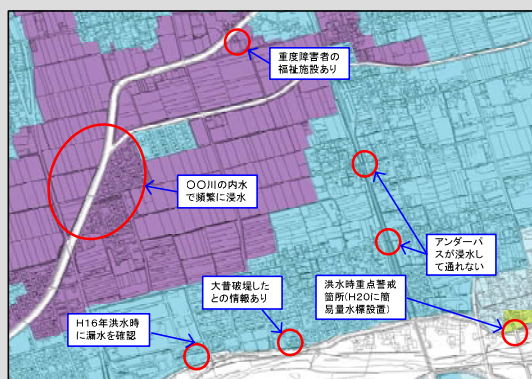 重度障害者の
福祉施設あり
〇〇川の内水
で頻繁に浸水
アンダーパ
スが浸水し
て通れない
大昔破堤した
との情報あり
洪水時重点警戒
箇所(H20に簡
易量水標設置)
H16年洪水時
に漏水を確認